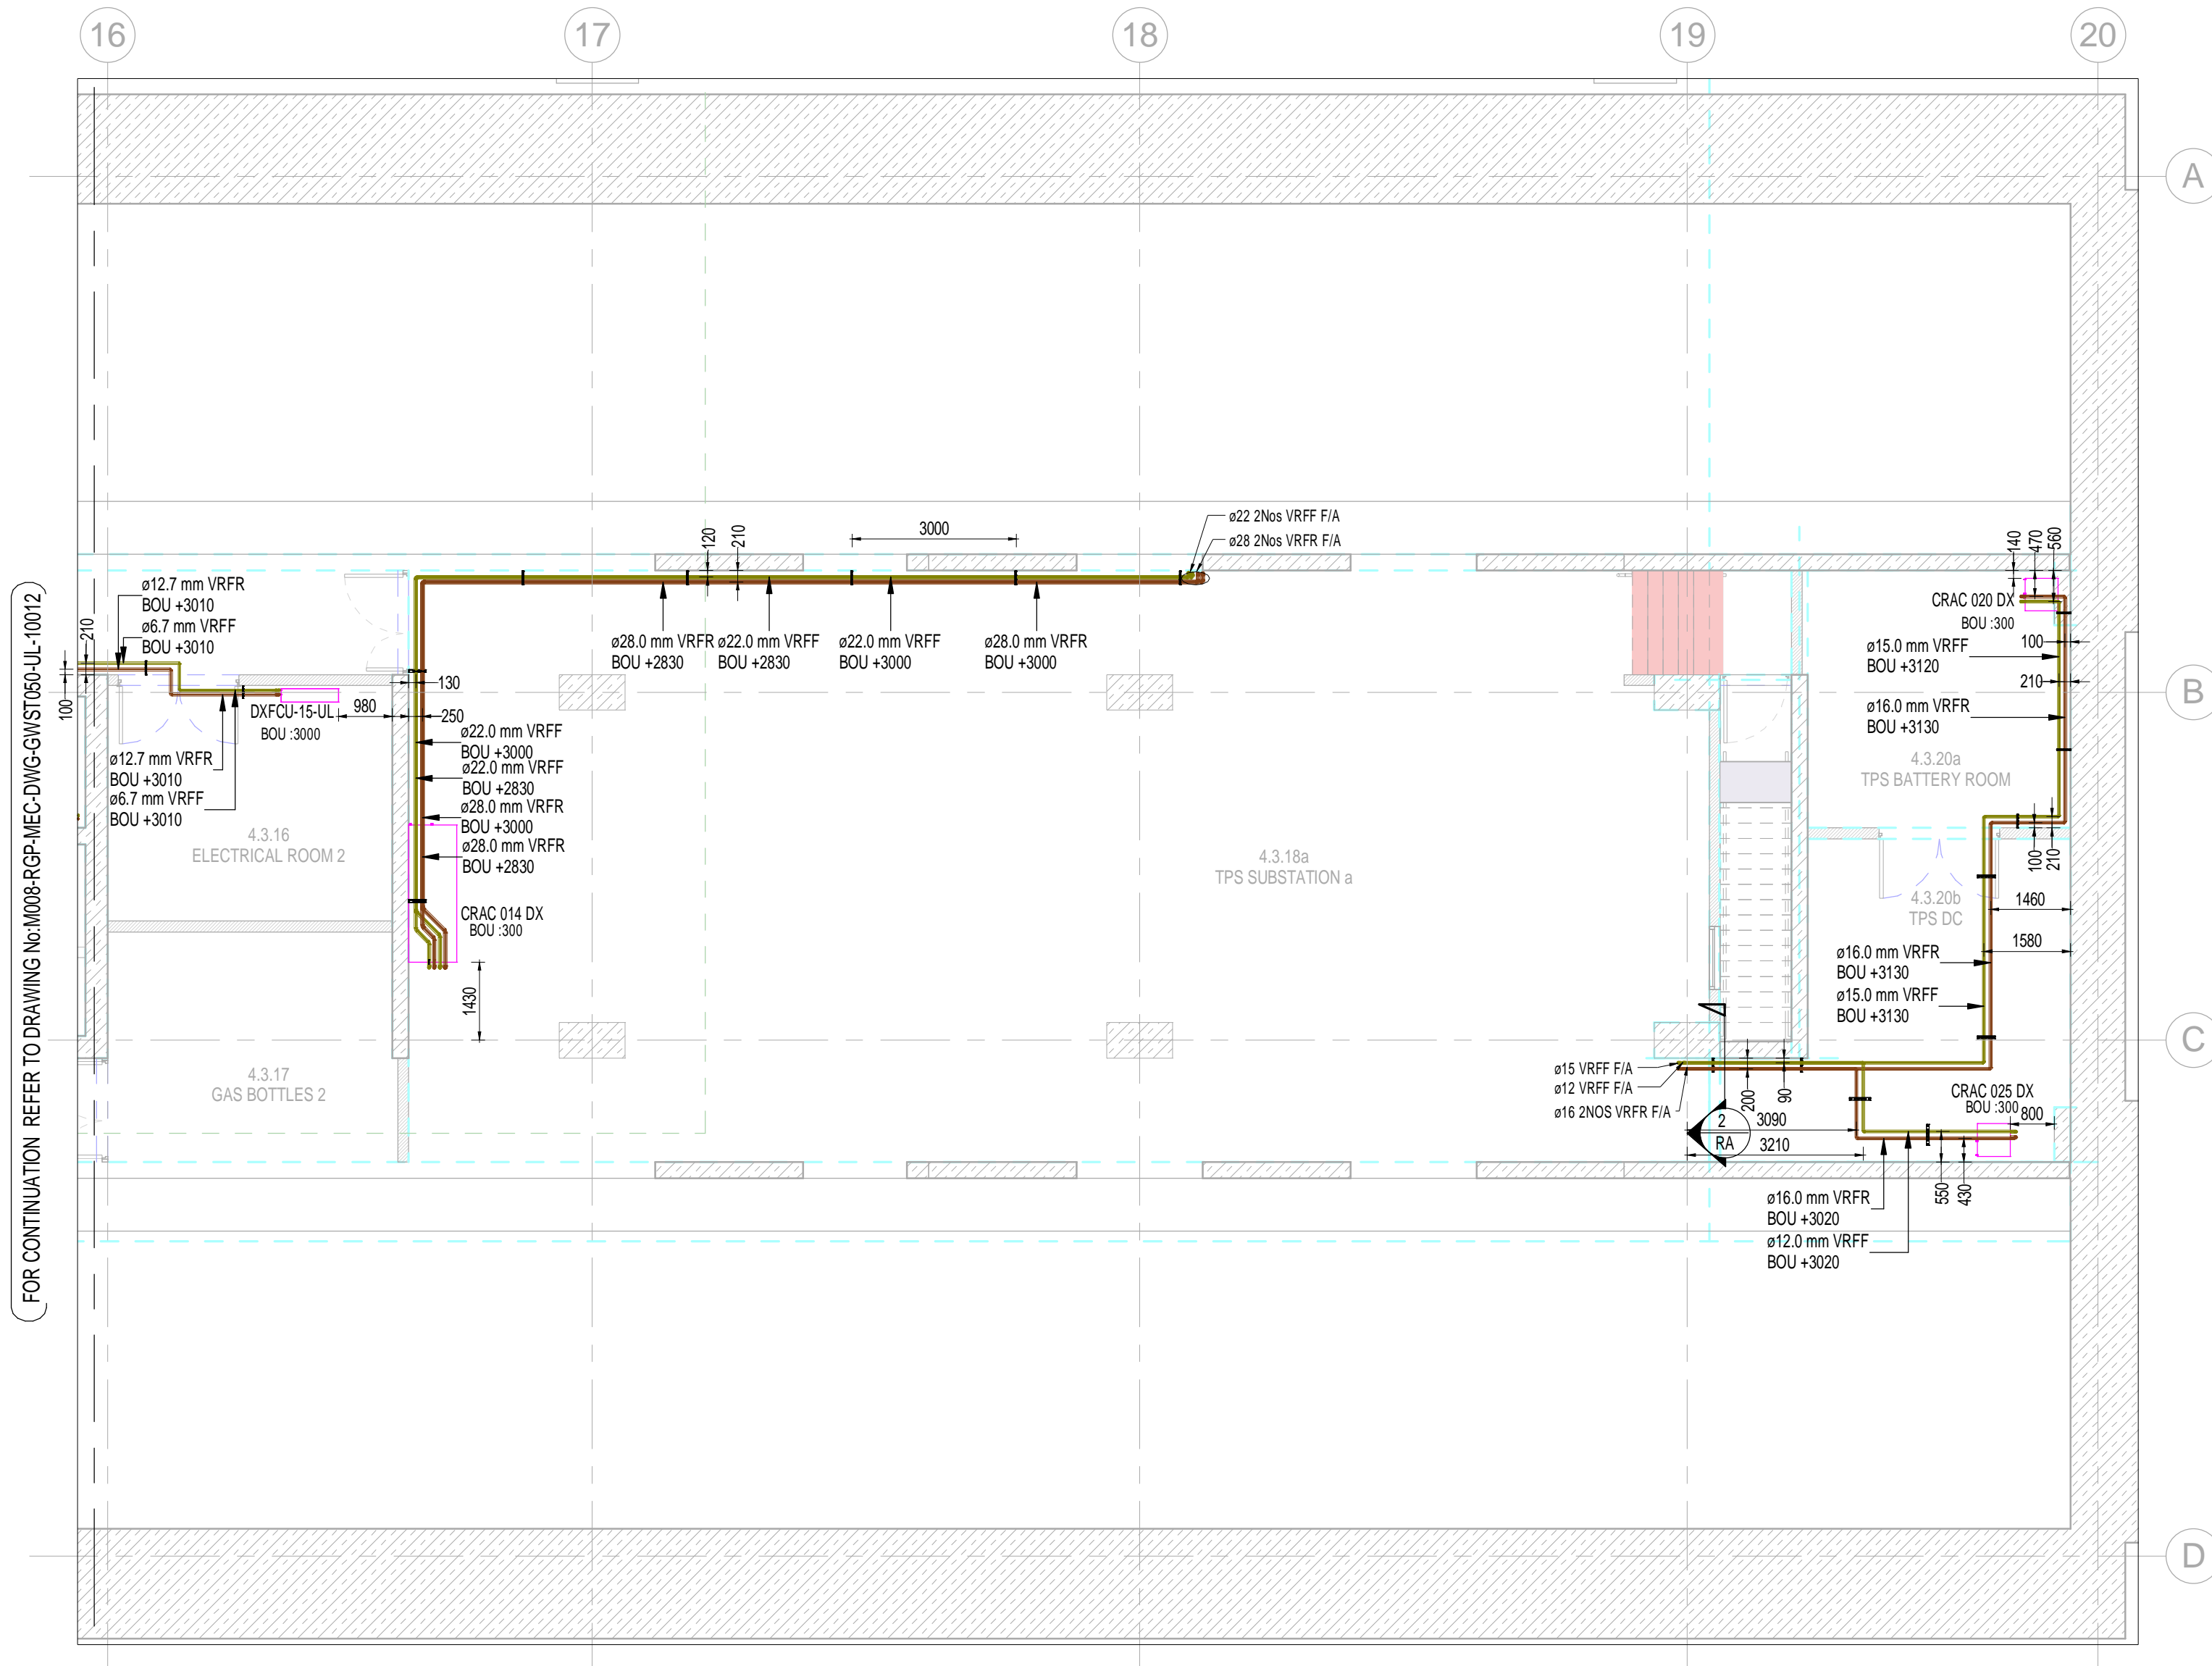 16
17
18
19
20
A
B
C
D
FOR CONTINUATION REFER TO DRAWING No:M008-RGP-MEC-DWG-GWST050-UL-10012
ø12.7 mm VRFR
BOU +3010
ø6.7 mm VRFF
BOU +3010
210
100
DXFCU-15-UL
BOU :3000
980
ø12.7 mm VRFR
BOU +3010
ø6.7 mm VRFF
BOU +3010
4.3.16
ELECTRICAL ROOM 2
4.3.17
GAS BOTTLES 2
130
250
ø22.0 mm VRFF
BOU +3000
ø22.0 mm VRFF
BOU +2830
ø28.0 mm VRFR
BOU +3000
ø28.0 mm VRFR
BOU +2830
CRAC 014 DX
BOU :300
1430
120
210
3000
ø22 2Nos VRFF F/A
ø28 2Nos VRFR F/A
ø28.0 mm VRFR
BOU +2830
ø22.0 mm VRFF
BOU +2830
ø22.0 mm VRFF
BOU +3000
ø28.0 mm VRFR
BOU +3000
4.3.18a
TPS SUBSTATION a
140
470
560
CRAC 020 DX
BOU :300
100
ø15.0 mm VRFF
BOU +3120
210
ø16.0 mm VRFR
BOU +3130
4.3.20a
TPS BATTERY ROOM
100
210
4.3.20b
TPS DC
1460
1580
ø16.0 mm VRFR
BOU +3130
ø15.0 mm VRFF
BOU +3130
ø15 VRFF F/A
ø12 VRFF F/A
ø16 2NOS VRFR F/A
200
90
2
RA
3090
3210
CRAC 025 DX
BOU :300
800
550
430
ø16.0 mm VRFR
BOU +3020
ø12.0 mm VRFF
BOU +3020